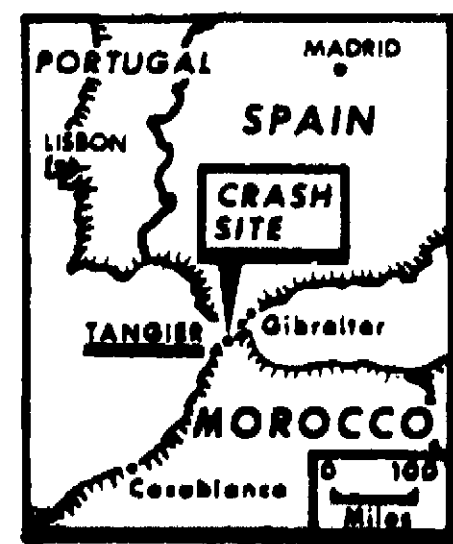 PORTUGAL
MADRID
SPAIN
LISBON
CRASH
SITE
TANGIER
Gibraltar
MOROCCO
Casablanca
0 100
Miles